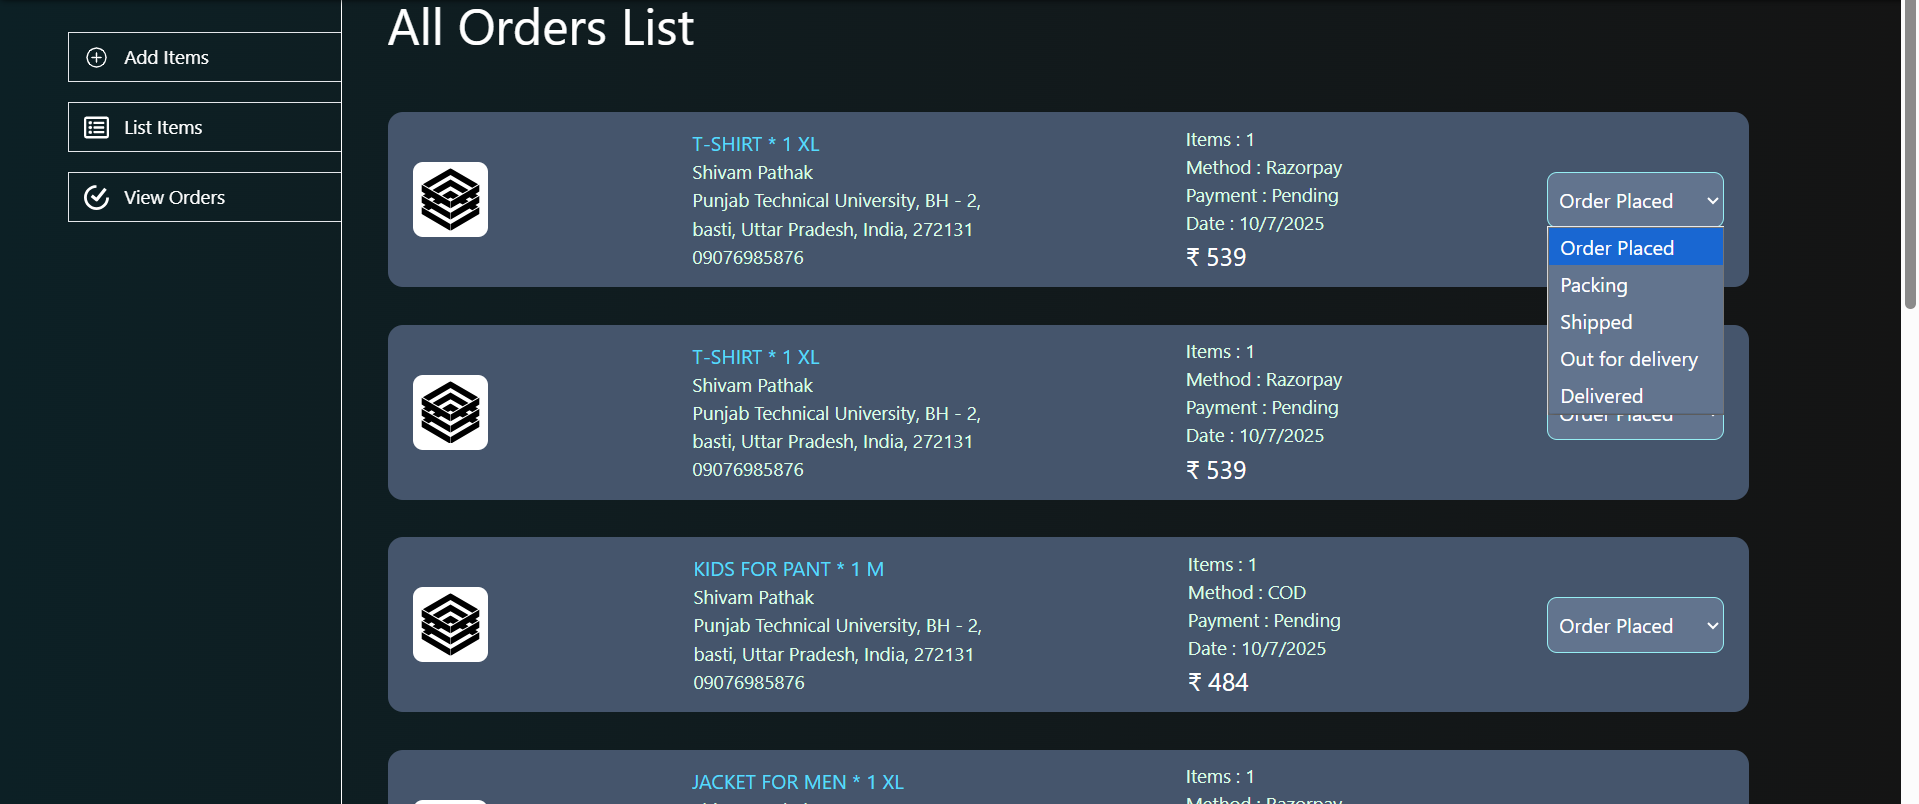 All Orders List
Add Items
List Items
View Orders
T-SHIRT * 1 XL
Shivam Pathak
Punjab Technical University, BH - 2,
basti, Uttar Pradesh, India, 272131
09076985876
Items : 1
Method : Razorpay
Payment : Pending
Date : 10/7/2025
₹ 539
Order Placed
Order Placed
Packing
Shipped
Out for delivery
Delivered
T-SHIRT * 1 XL
Shivam Pathak
Punjab Technical University, BH - 2,
basti, Uttar Pradesh, India, 272131
09076985876
Items : 1
Method : Razorpay
Payment : Pending
Date : 10/7/2025
₹ 539
Order Placed
KIDS FOR PANT * 1 M
Shivam Pathak
Punjab Technical University, BH - 2,
basti, Uttar Pradesh, India, 272131
09076985876
Items : 1
Method : COD
Payment : Pending
Date : 10/7/2025
₹ 484
Order Placed
JACKET FOR MEN * 1 XL
Items : 1
Method : Razorpay